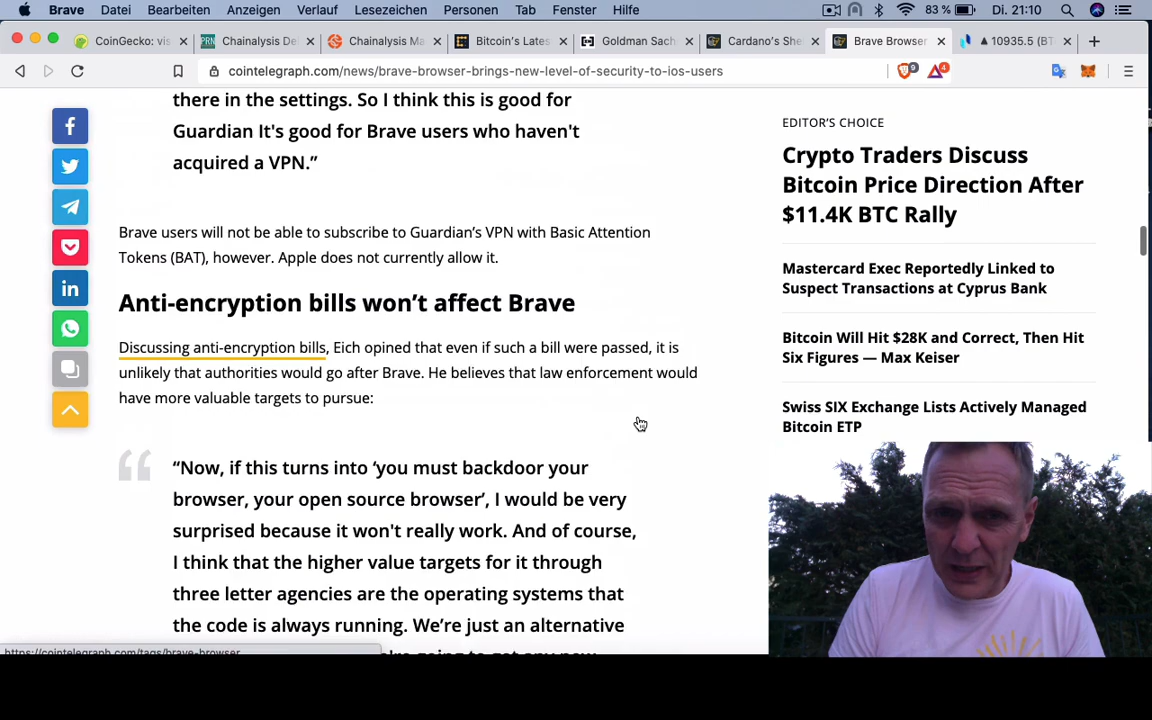 Brave Datei Bearbeiten Anzeigen Verlauf Lesezeichen Personen Tab Fenster Hilfe 83 % Di. 21:10
CoinGecko: vis PRN Chainalysis De Chainalysis Ma Bitcoin's Lates Goldman Sach Cardano's She Brave Browser ▲10935.5 (BT
cointelegraph.com/news/brave-browser-brings-new-level-of-security-to-ios-users 9 4
there in the settings. So I think this is good for
Guardian It's good for Brave users who haven't
acquired a VPN.”
Brave users will not be able to subscribe to Guardian’s VPN with Basic Attention
Tokens (BAT), however. Apple does not currently allow it.
Anti-encryption bills won’t affect Brave
Discussing anti-encryption bills, Eich opined that even if such a bill were passed, it is
unlikely that authorities would go after Brave. He believes that law enforcement would
have more valuable targets to pursue:
“Now, if this turns into ‘you must backdoor your
browser, your open source browser’, I would be very
surprised because it won't really work. And of course,
I think that the higher value targets for it through
three letter agencies are the operating systems that
the code is always running. We’re just an alternative
https://cointelegraph.com/tags/brave-browser
EDITOR’S CHOICE
Crypto Traders Discuss
Bitcoin Price Direction After
$11.4K BTC Rally
Mastercard Exec Reportedly Linked to
Suspect Transactions at Cyprus Bank
Bitcoin Will Hit $28K and Correct, Then Hit
Six Figures — Max Keiser
Swiss SIX Exchange Lists Actively Managed
Bitcoin ETP